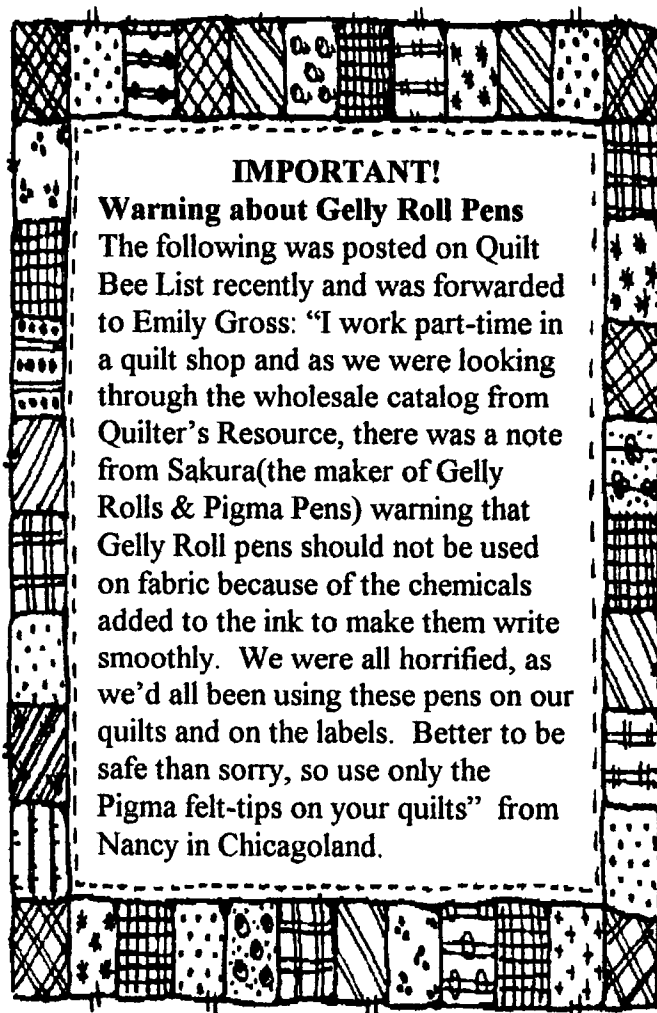 IMPORTANT!
Warning about Gelly Roll Pens
The following was posted on Quilt
Bee List recently and was forwarded
to Emily Gross: “I work part-time in
a quilt shop and as we were looking
through the wholesale catalog from
Quilter’s Resource, there was a note
from Sakura(the maker of Gelly
Rolls & Pigma Pens) warning that
Gelly Roll pens should not be used
on fabric because of the chemicals
added to the ink to make them write
smoothly.  We were all horrified, as
we’d all been using these pens on our
quilts and on the labels.  Better to be
safe than sorry, so use only the
Pigma felt-tips on your quilts”  from
Nancy in Chicagoland.